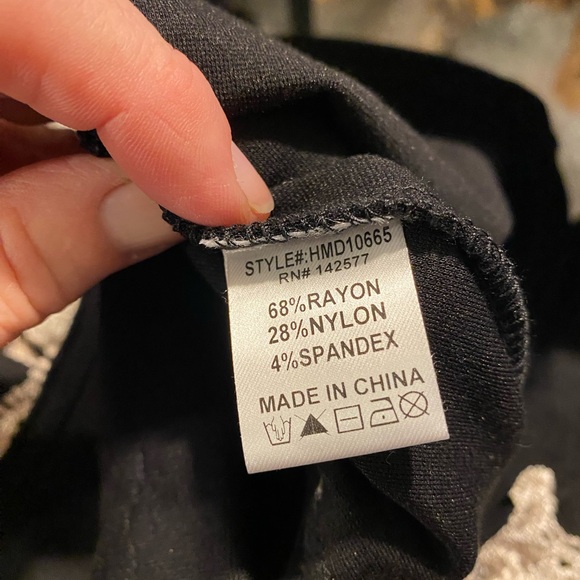 STYLE#:HMD10665
RN# 142577
68%RAYON
28%NYLON
4%SPANDEX
MADE IN CHINA